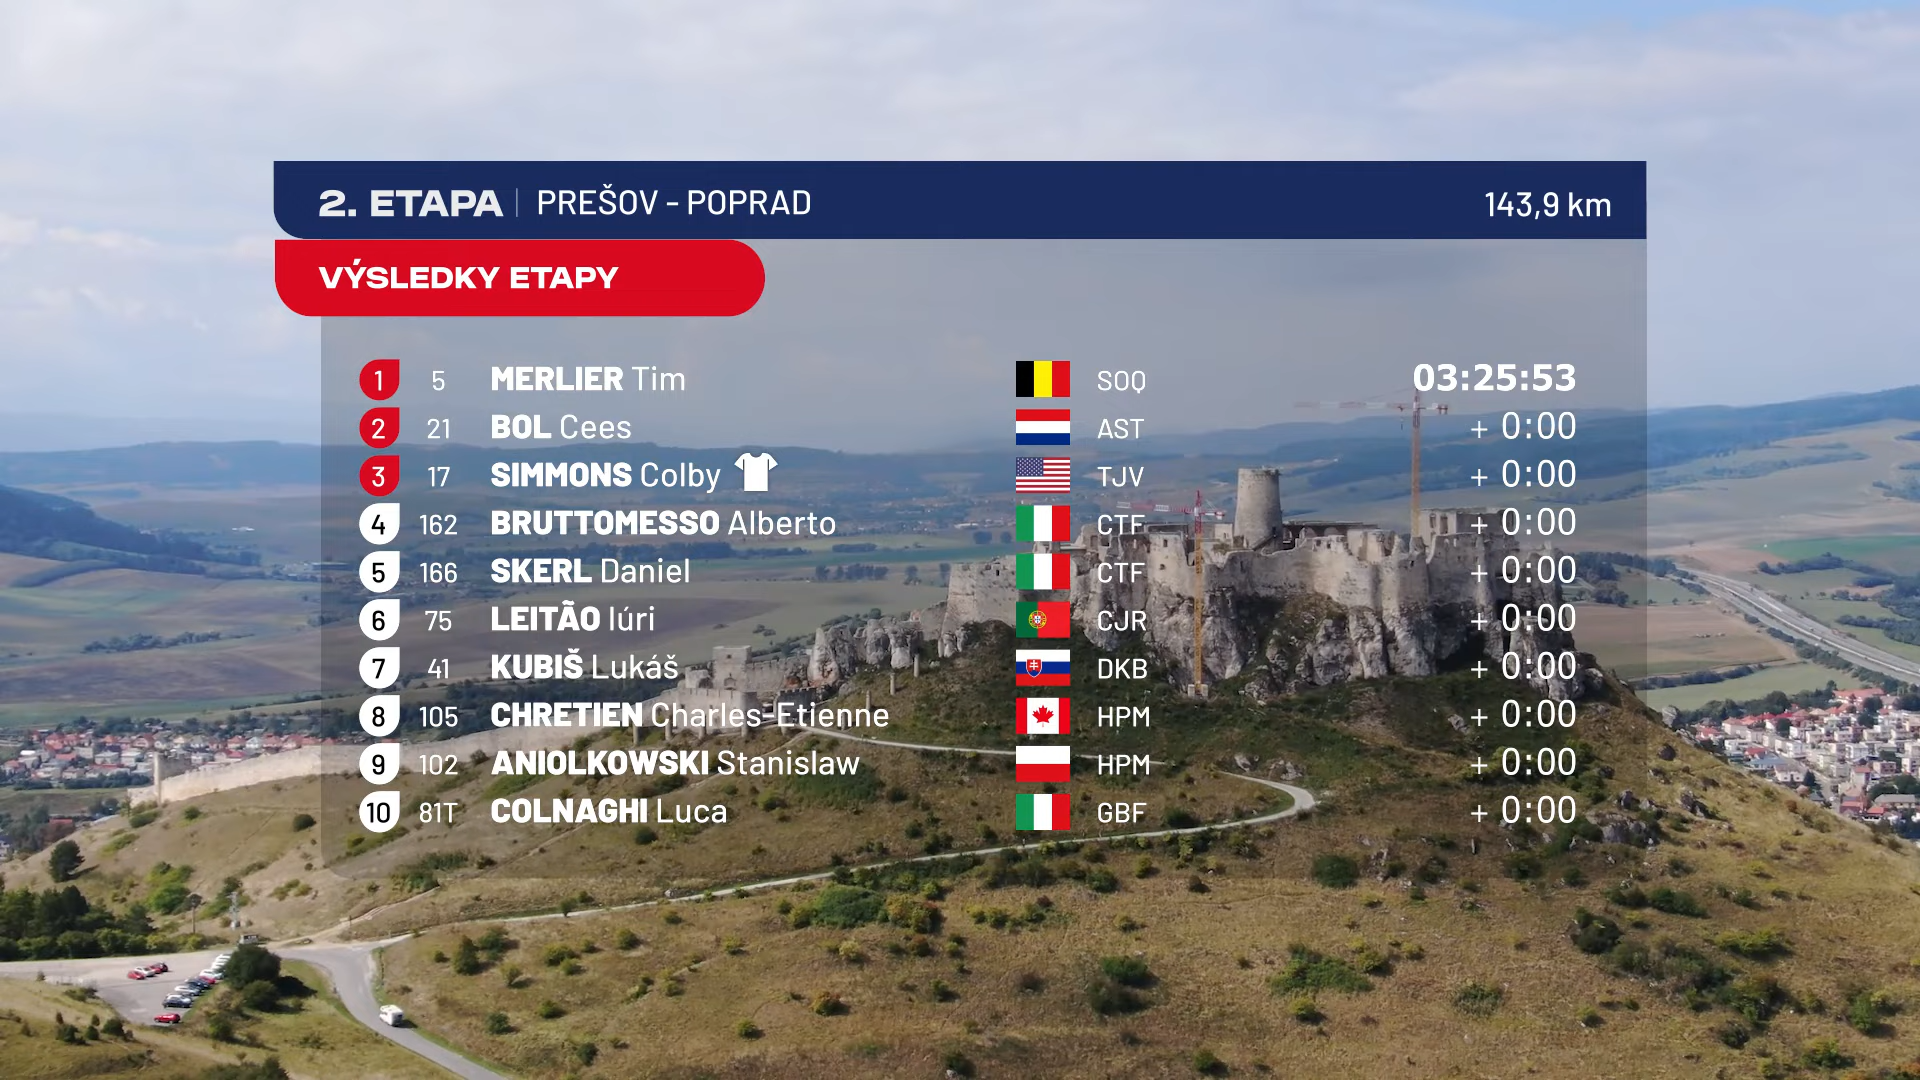 2. ETAPA | PREŠOV - POPRAD 143,9 km
VÝSLEDKY ETAPY
1 5 MERLIER Tim SOQ 03:25:53
2 21 BOL Cees AST + 0:00
3 17 SIMMONS Colby TJV + 0:00
4 162 BRUTTOMESSO Alberto CTF + 0:00
5 166 SKERL Daniel CTF + 0:00
6 75 LEITÃO Iúri CJR + 0:00
7 41 KUBIŠ Lukáš DKB + 0:00
8 105 CHRETIEN Charles-Etienne HPM + 0:00
9 102 ANIOLKOWSKI Stanislaw HPM + 0:00
10 81T COLNAGHI Luca GBF + 0:00